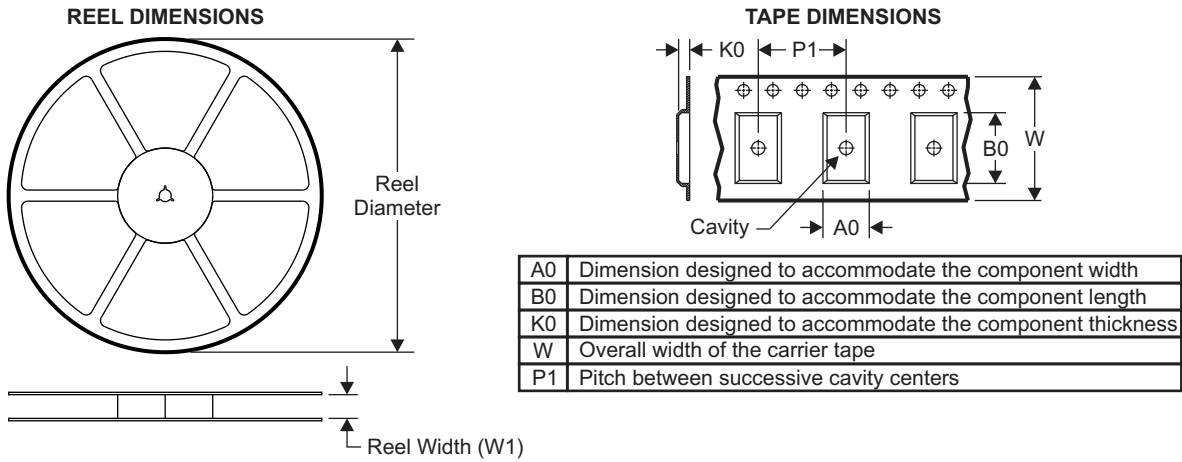 REEL DIMENSIONS
Reel
Diameter
Reel Width (W1)
TAPE DIMENSIONS
K0
P1
B0
W
Cavity
A0
A0 Dimension designed to accommodate the component width
B0 Dimension designed to accommodate the component length
K0 Dimension designed to accommodate the component thickness
W Overall width of the carrier tape
P1 Pitch between successive cavity centers